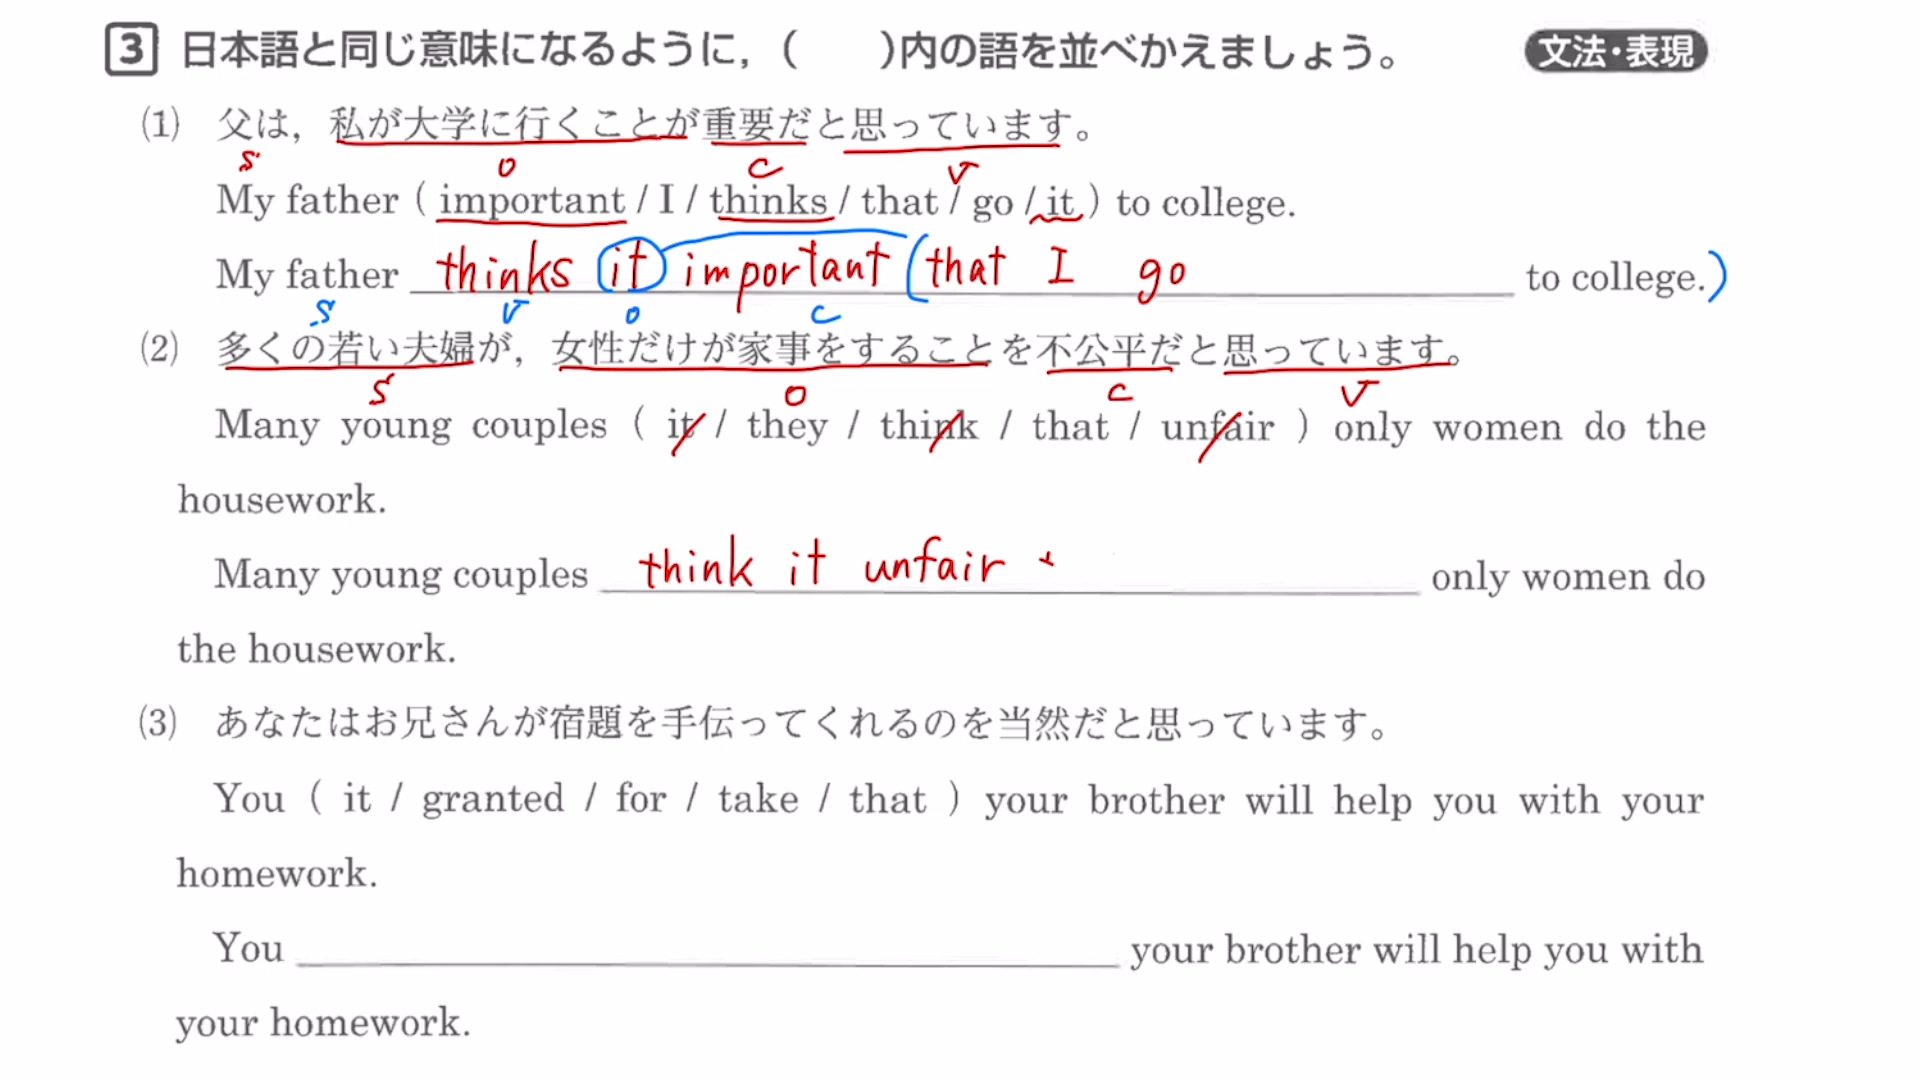 3 日本語と同じ意味になるように，（　　）内の語を並べかえましょう。 文法・表現
(1) 父は，私が大学に行くことが重要だと思っています。
S O C V
My father ( important / I / thinks / that / go / it ) to college.
My father thinks it important (that I go to college.)
S V O C
(2) 多くの若い夫婦が，女性だけが家事をすることを不公平だと思っています。
S O C V
Many young couples ( it / they / think / that / unfair ) only women do the
housework.
Many young couples think it unfair only women do
the housework.
(3) あなたはお兄さんが宿題を手伝ってくれるのを当然だと思っています。
You ( it / granted / for / take / that ) your brother will help you with your
homework.
You your brother will help you with
your homework.